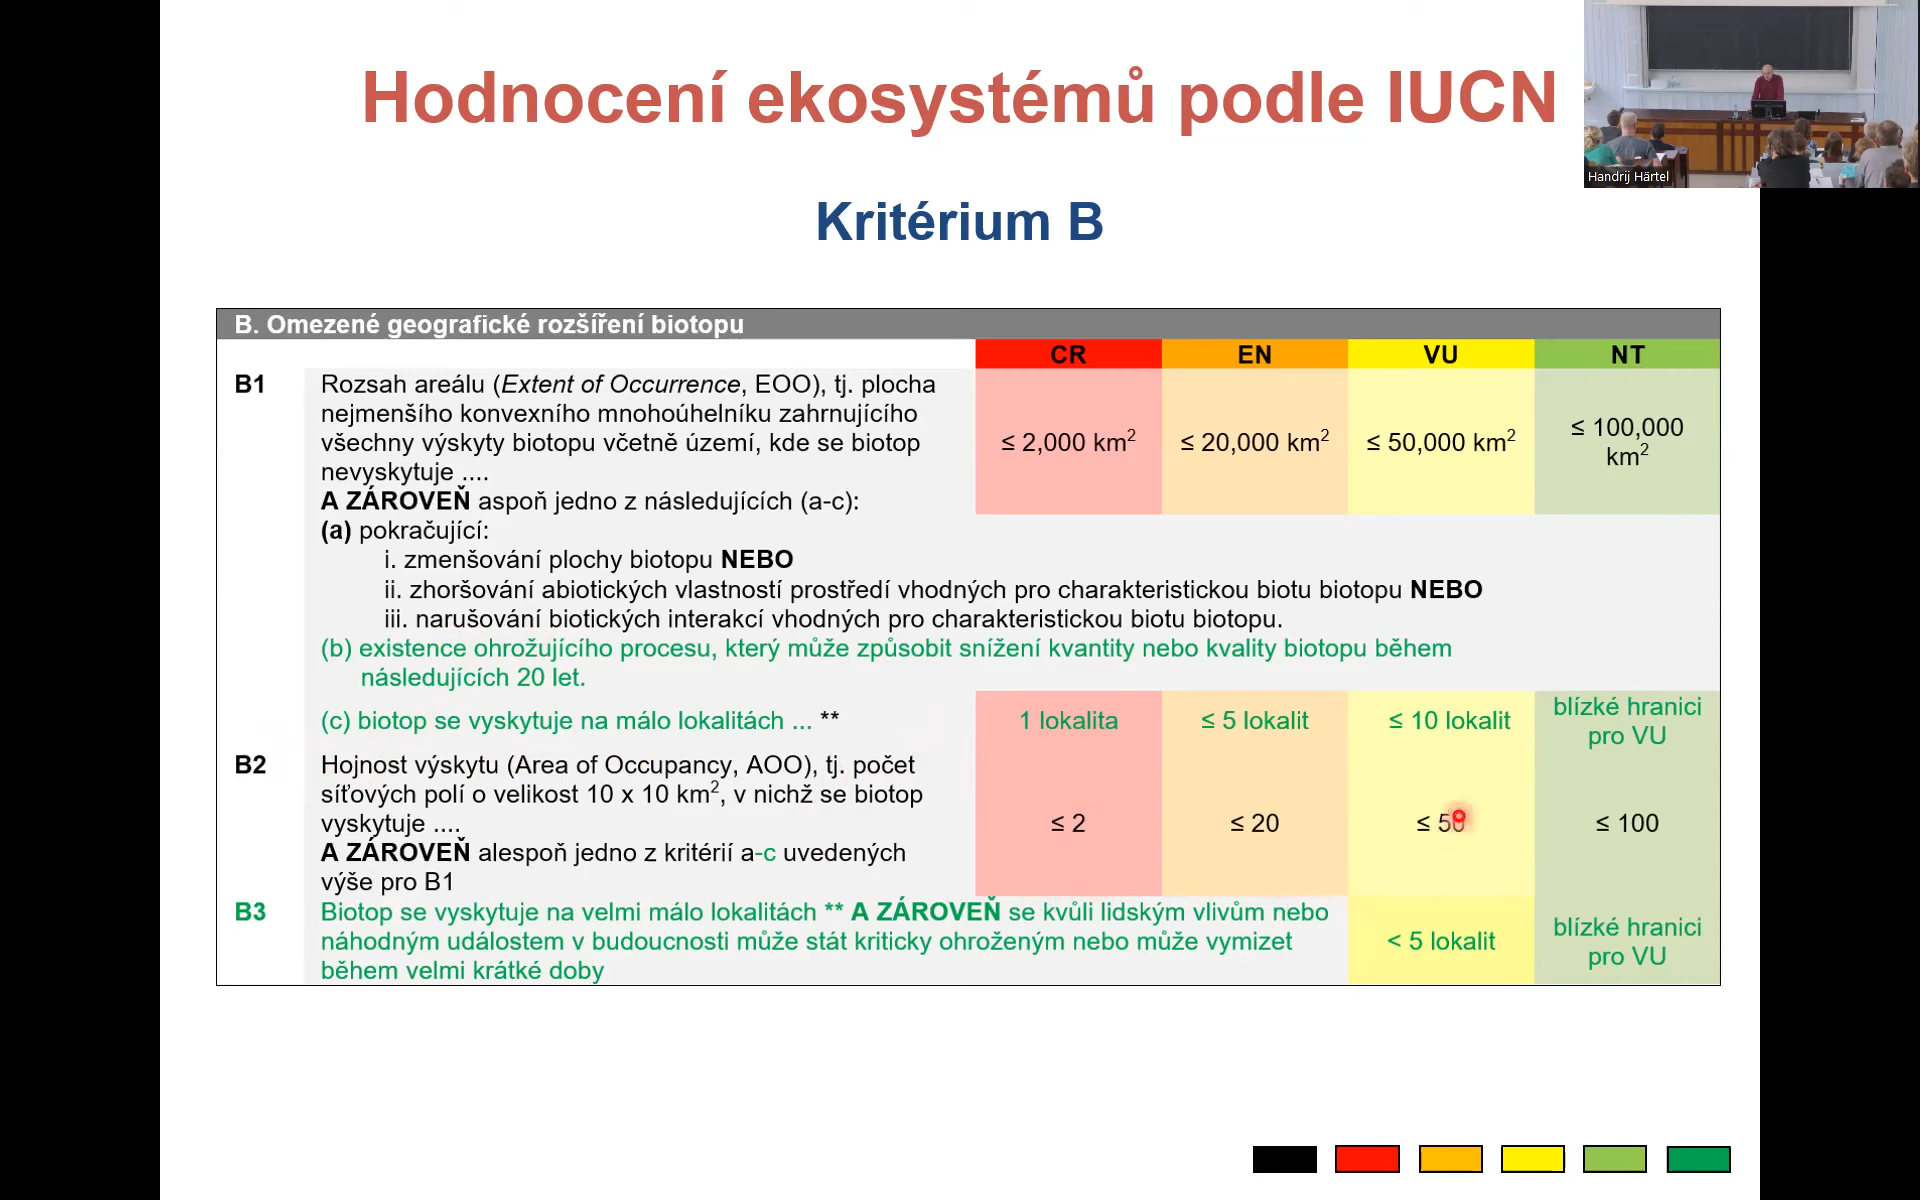 Hodnocení ekosystémů podle IUCN
Handrij Härtel
Kritérium B
B. Omezené geografické rozšíření biotopu
CR EN VU NT
B1 Rozsah areálu (Extent of Occurrence, EOO), tj. plocha
nejmenšího konvexního mnohoúhelníku zahrnujícího
všechny výskyty biotopu včetně území, kde se biotop
nevyskytuje ....
≤ 2,000 km² ≤ 20,000 km² ≤ 50,000 km² ≤ 100,000
km²
A ZÁROVEŇ aspoň jedno z následujících (a-c):
(a) pokračující:
i. zmenšování plochy biotopu NEBO
ii. zhoršování abiotických vlastností prostředí vhodných pro charakteristickou biotu biotopu NEBO
iii. narušování biotických interakcí vhodných pro charakteristickou biotu biotopu.
(b) existence ohrožujícího procesu, který může způsobit snížení kvantity nebo kvality biotopu během
následujících 20 let.
(c) biotop se vyskytuje na málo lokalitách ... ** 1 lokalita ≤ 5 lokalit ≤ 10 lokalit blízké hranici
pro VU
B2 Hojnost výskytu (Area of Occupancy, AOO), tj. počet
síťových polí o velikost 10 x 10 km², v nichž se biotop
vyskytuje .... ≤ 2 ≤ 20 ≤ 50 ≤ 100
A ZÁROVEŇ alespoň jedno z kritérií a-c uvedených
výše pro B1
B3 Biotop se vyskytuje na velmi málo lokalitách ** A ZÁROVEŇ se kvůli lidským vlivům nebo
náhodným událostem v budoucnosti může stát kriticky ohroženým nebo může vymizet
během velmi krátké doby
< 5 lokalit blízké hranici
pro VU